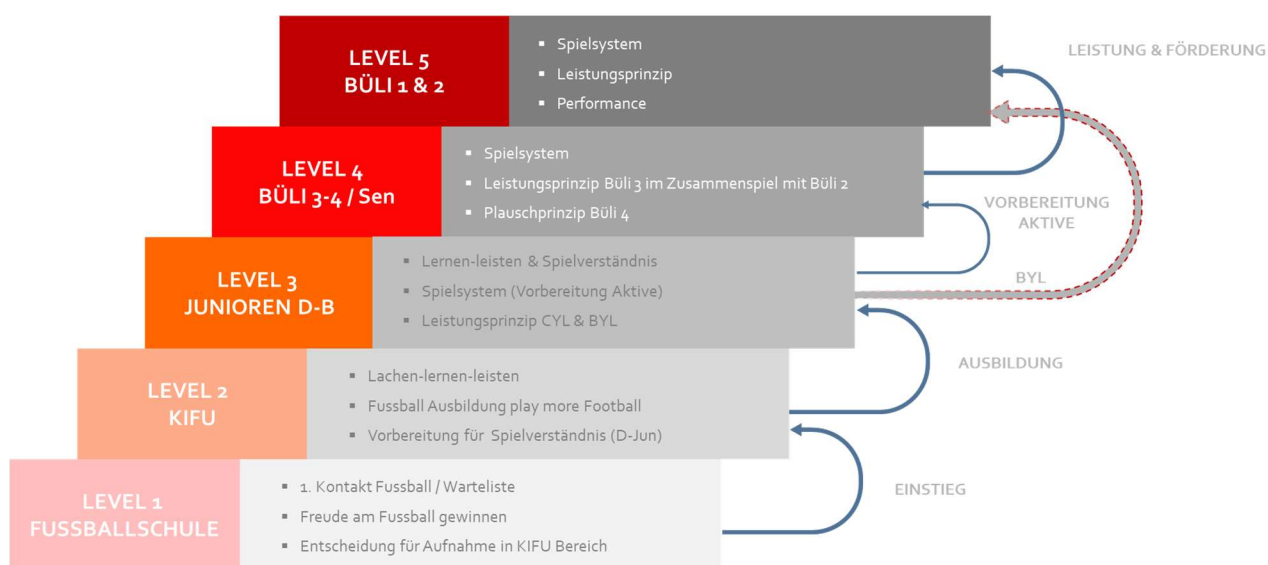 LEVEL 5
BÜLI 1 & 2
▪ Spielsystem
▪ Leistungsprinzip
▪ Performance
LEISTUNG & FÖRDERUNG
LEVEL 4
BÜLI 3-4 / Sen
▪ Spielsystem
▪ Leistungsprinzip Büli 3 im Zusammenspiel mit Büli 2
▪ Plauschprinzip Büli 4
VORBEREITUNG
AKTIVE
LEVEL 3
JUNIOREN D-B
▪ Lernen-leisten & Spielverständnis
▪ Spielsystem (Vorbereitung Aktive)
▪ Leistungsprinzip CYL & BYL
BYL
LEVEL 2
KIFU
▪ Lachen-lernen-leisten
▪ Fussball Ausbildung play more Football
▪ Vorbereitung für Spielverständnis (D-Jun)
AUSBILDUNG
LEVEL 1
FUSSBALLSCHULE
▪ 1. Kontakt Fussball / Warteliste
▪ Freude am Fussball gewinnen
▪ Entscheidung für Aufnahme in KIFU Bereich
EINSTIEG